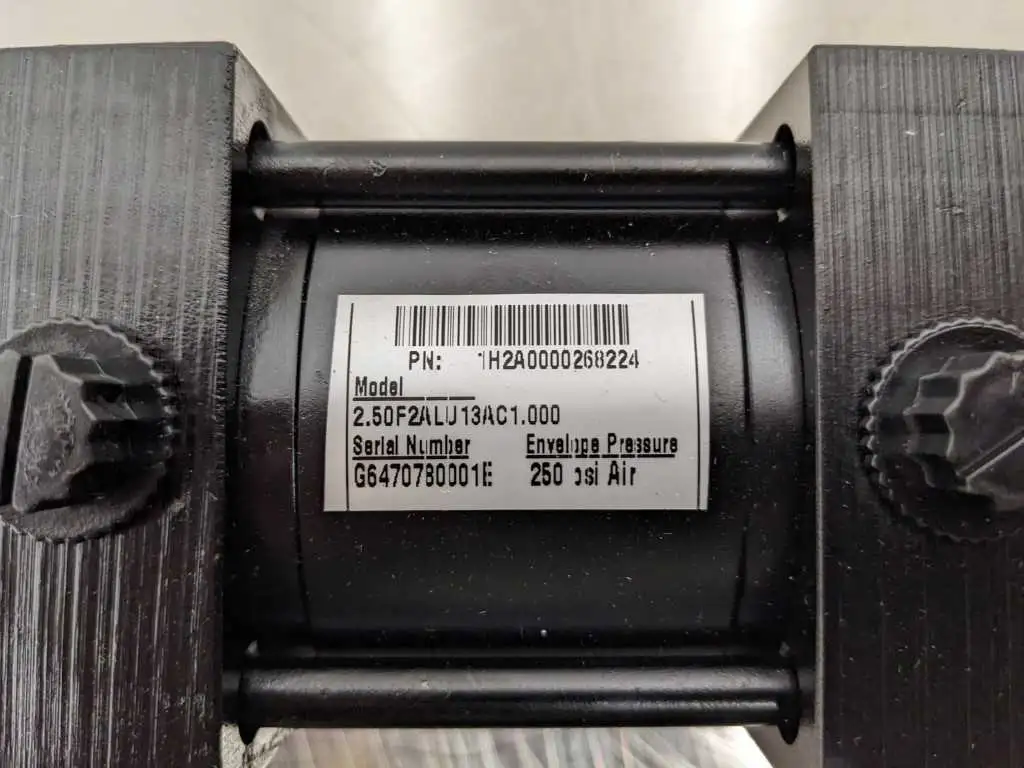 PN: 1H2A0000268224
Model
2.50F2ALU13AC1.000
Serial Number Envelope Pressure
G6470780001E 250 psi Air